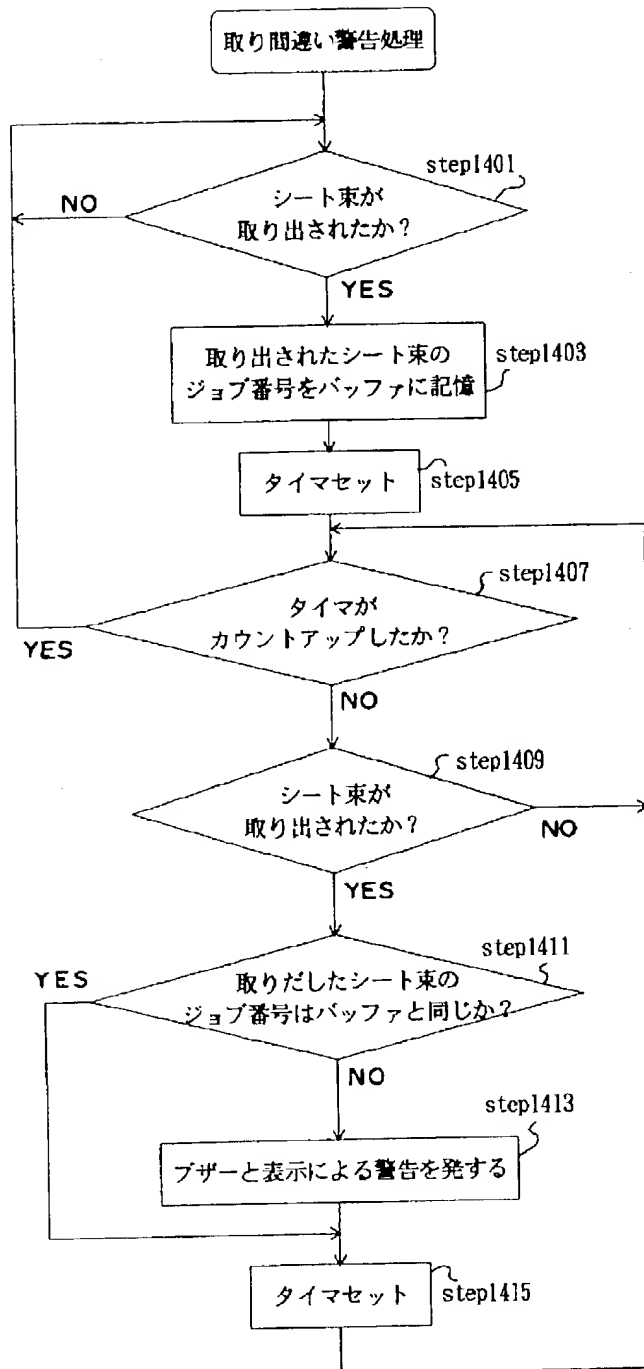 取り間違い警告処理
step1401
シート束が
取り出されたか？
NO
YES
取り出されたシート束の
ジョブ番号をバッファに記憶
step1403
タイマセット
step1405
step1407
タイマが
カウントアップしたか？
YES
NO
step1409
シート束が
取り出されたか？
NO
YES
step1411
YES
取りだしたシート束の
ジョブ番号はバッファと同じか？
NO
step1413
ブザーと表示による警告を発する
タイマセット
step1415